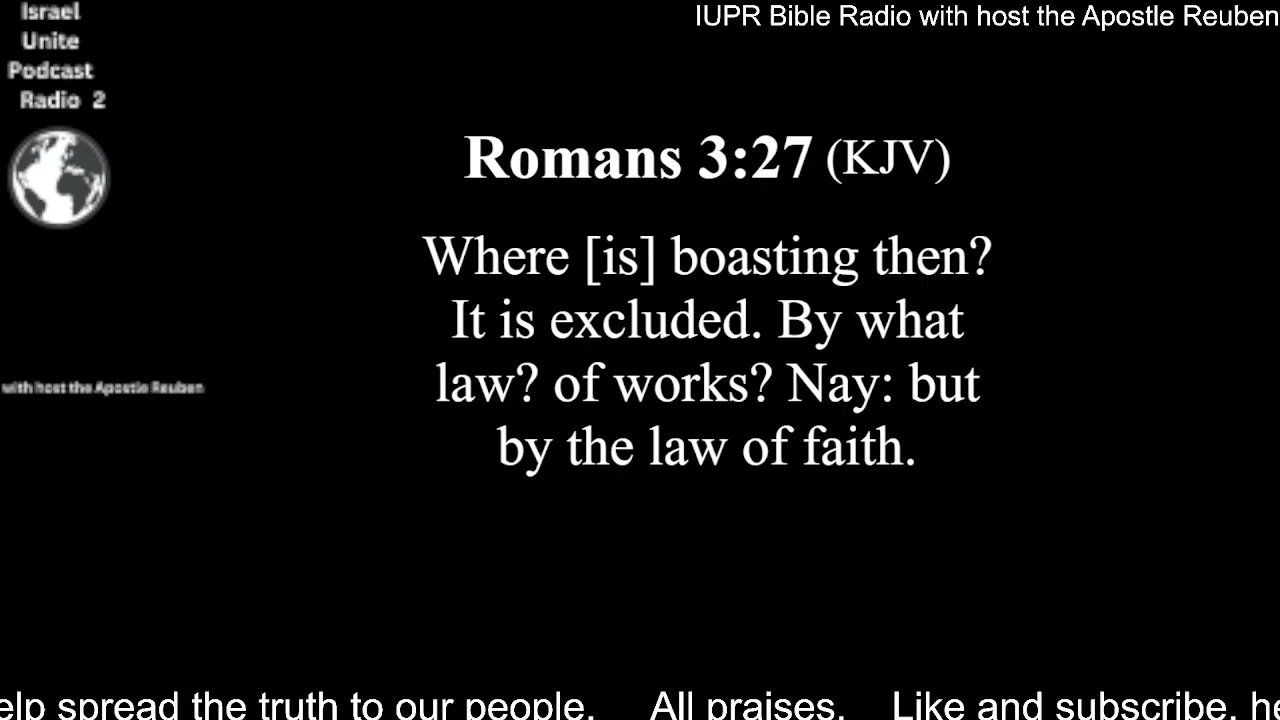 Israel
Unite
Podcast
Radio 2
IUPR Bible Radio with host the Apostle Reuben
Romans 3:27 (KJV)
Where [is] boasting then?
It is excluded. By what
law? of works? Nay: but
by the law of faith.
with host the Apostle Reuben
elp spread the truth to our people. All praises. Like and subscribe, he